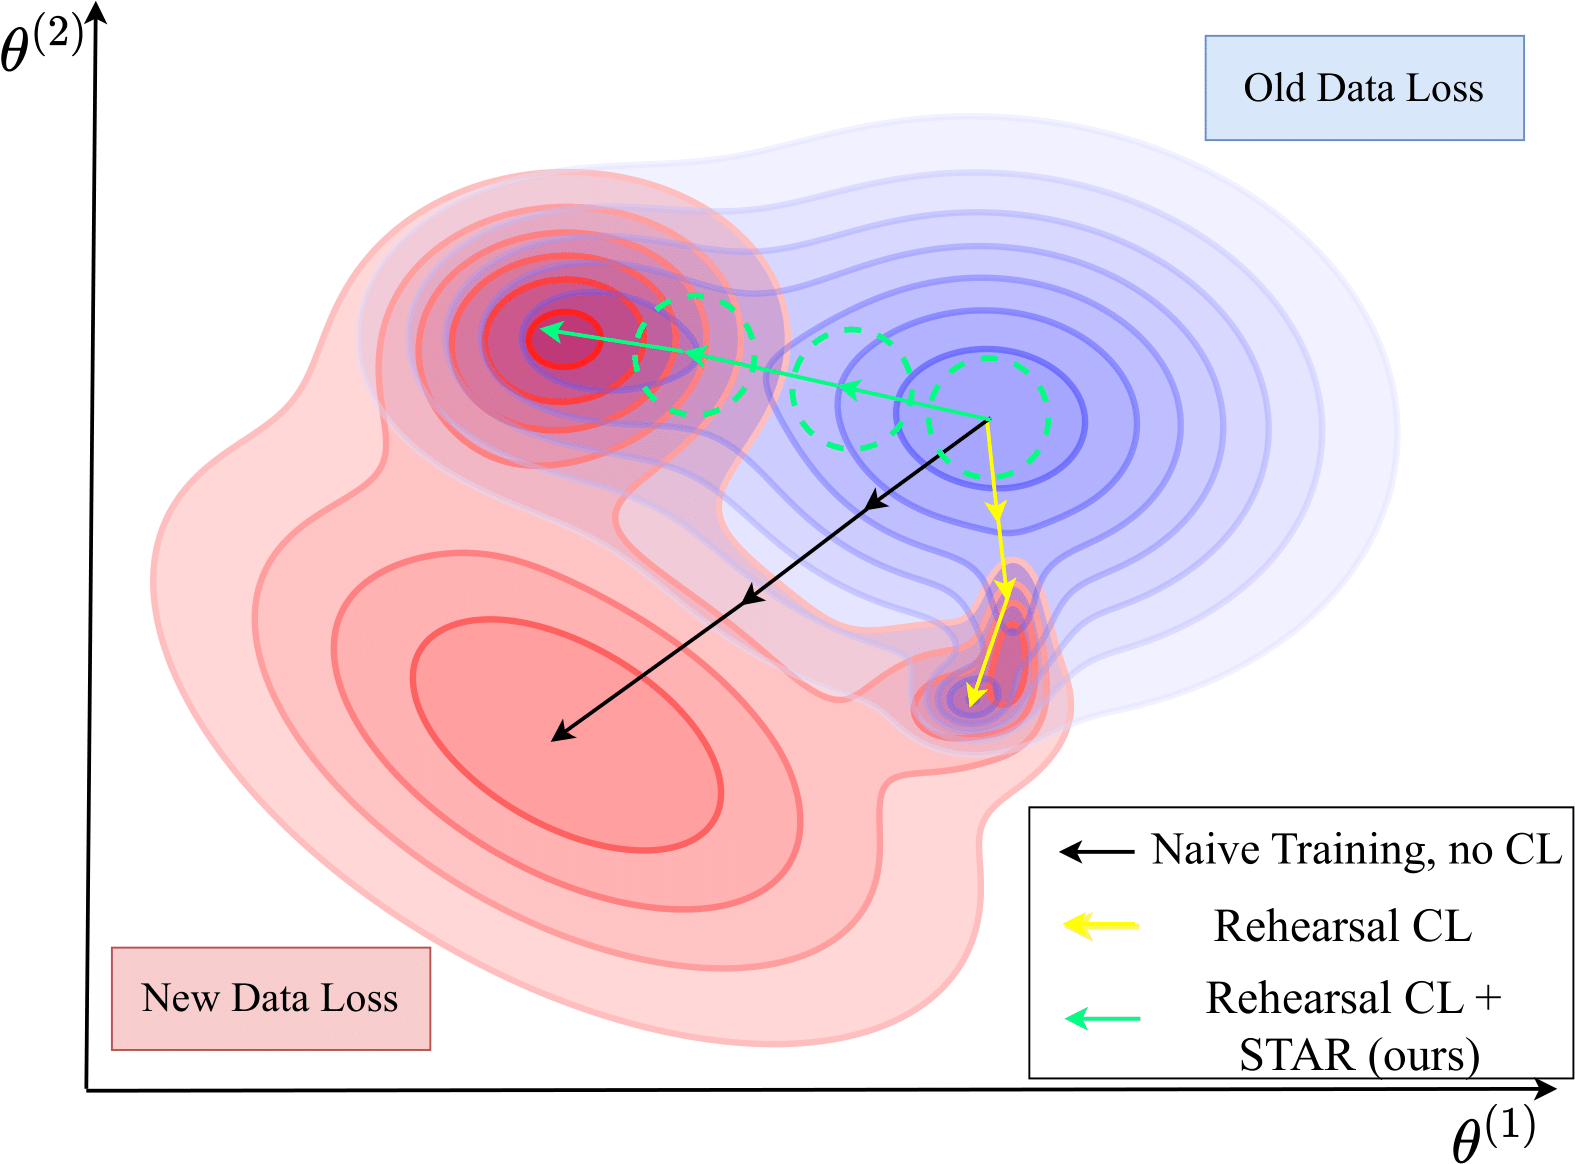 θ^(2)
Old Data Loss
Naive Training, no CL
Rehearsal CL
New Data Loss
Rehearsal CL +
STAR (ours)
θ^(1)